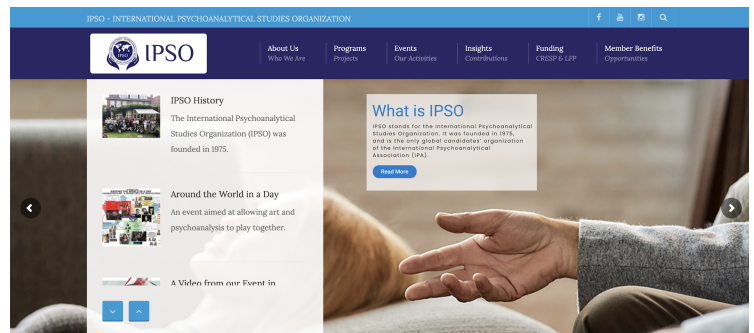 IPSO - INTERNATIONAL PSYCHOANALYTICAL STUDIES ORGANIZATION
IPSO
IPSO
About Us
Who We Are
Programs
Projects
Events
Our Activities
Insights
Contributions
Funding
CRESP & LFP
Member Benefits
Opportunities
IPSO History
The International Psychoanalytical
Studies Organization (IPSO) was
founded in 1975.
Around the World in a Day
An event aimed at allowing art and
psychoanalysis to play together.
A Video from our Event in
What is IPSO
IPSO stands for the International Psychoanalytical
Studies Organization. It was founded in 1975,
and is the only global candidates' organization
of the International Psychoanalytical
Association (IPA).
Read More